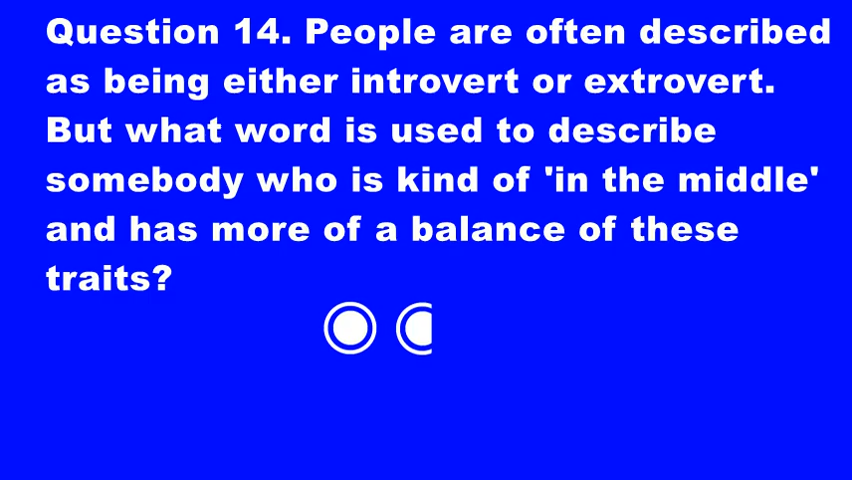 Question 14. People are often described
as being either introvert or extrovert.
But what word is used to describe
somebody who is kind of 'in the middle'
and has more of a balance of these
traits?